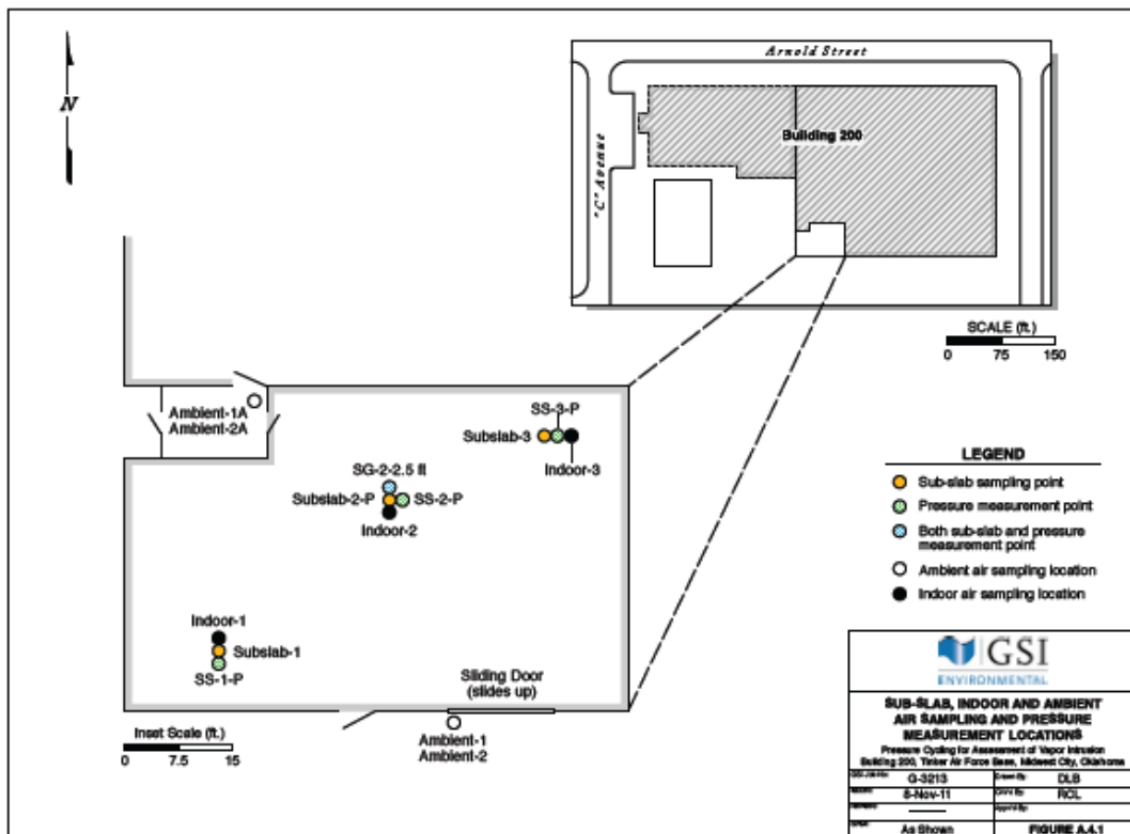 N
Arnold Street
"C" Avenue
Building 200
SCALE (ft.)
0 75 150
Ambient-1A
Ambient-2A
SS-3-P
Subslab-3
Indoor-3
SG-2-2.5 ft
Subslab-2-P
SS-2-P
Indoor-2
Indoor-1
Subslab-1
SS-1-P
Sliding Door
(slides up)
Ambient-1
Ambient-2
Inset Scale (ft.)
0 7.5 15
LEGEND
Sub-slab sampling point
Pressure measurement point
Both sub-slab and pressure
measurement point
Ambient air sampling location
Indoor air sampling location
GSI
ENVIRONMENTAL
SUB-SLAB, INDOOR AND AMBIENT
AIR SAMPLING AND PRESSURE
MEASUREMENT LOCATIONS
Pressure Cycling for Assessment of Vapor Intrusion
Building 200, Tinker Air Force Base, Midwest City, Oklahoma
G-3213
DLB
8-Nov-11
RCL
As Shown
FIGURE A.4.1